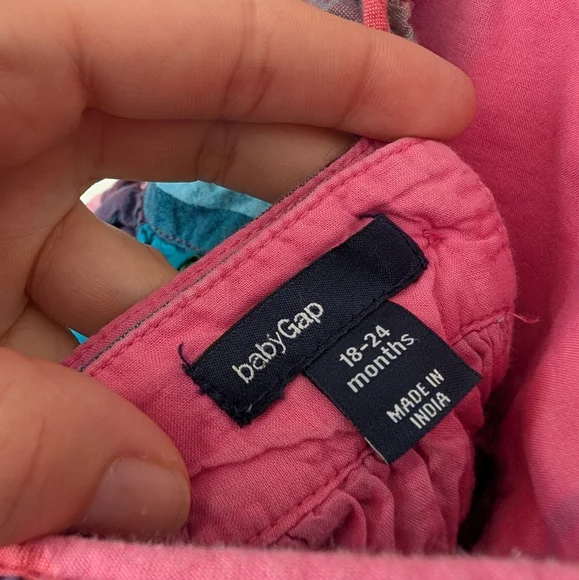 babyGap
18-24
months
MADE IN
INDIA